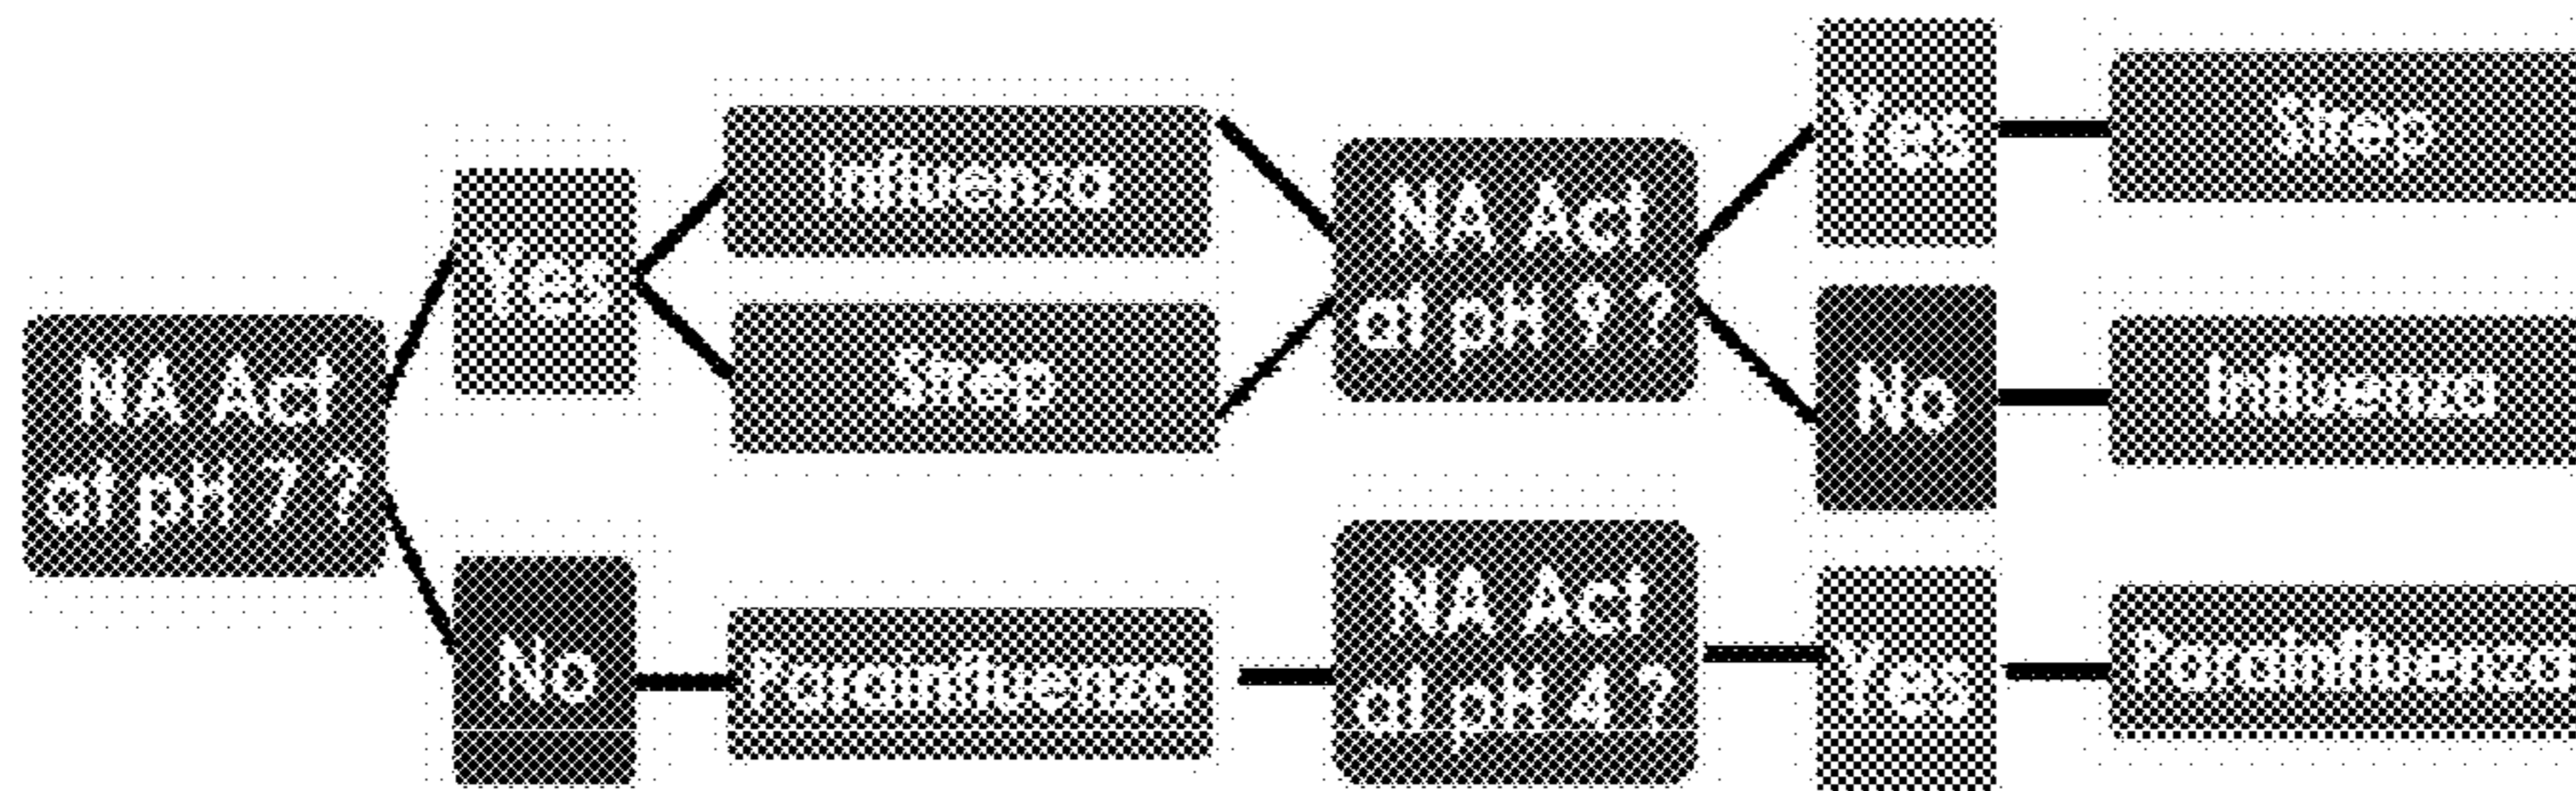 NA Act
at pH 7 ?
Yes
No
Influenza
Strep
Parainfluenza
NA Act
at pH 9 ?
NA Act
at pH 4 ?
Yes
Strep
No
Influenza
Yes
Parainfluenza